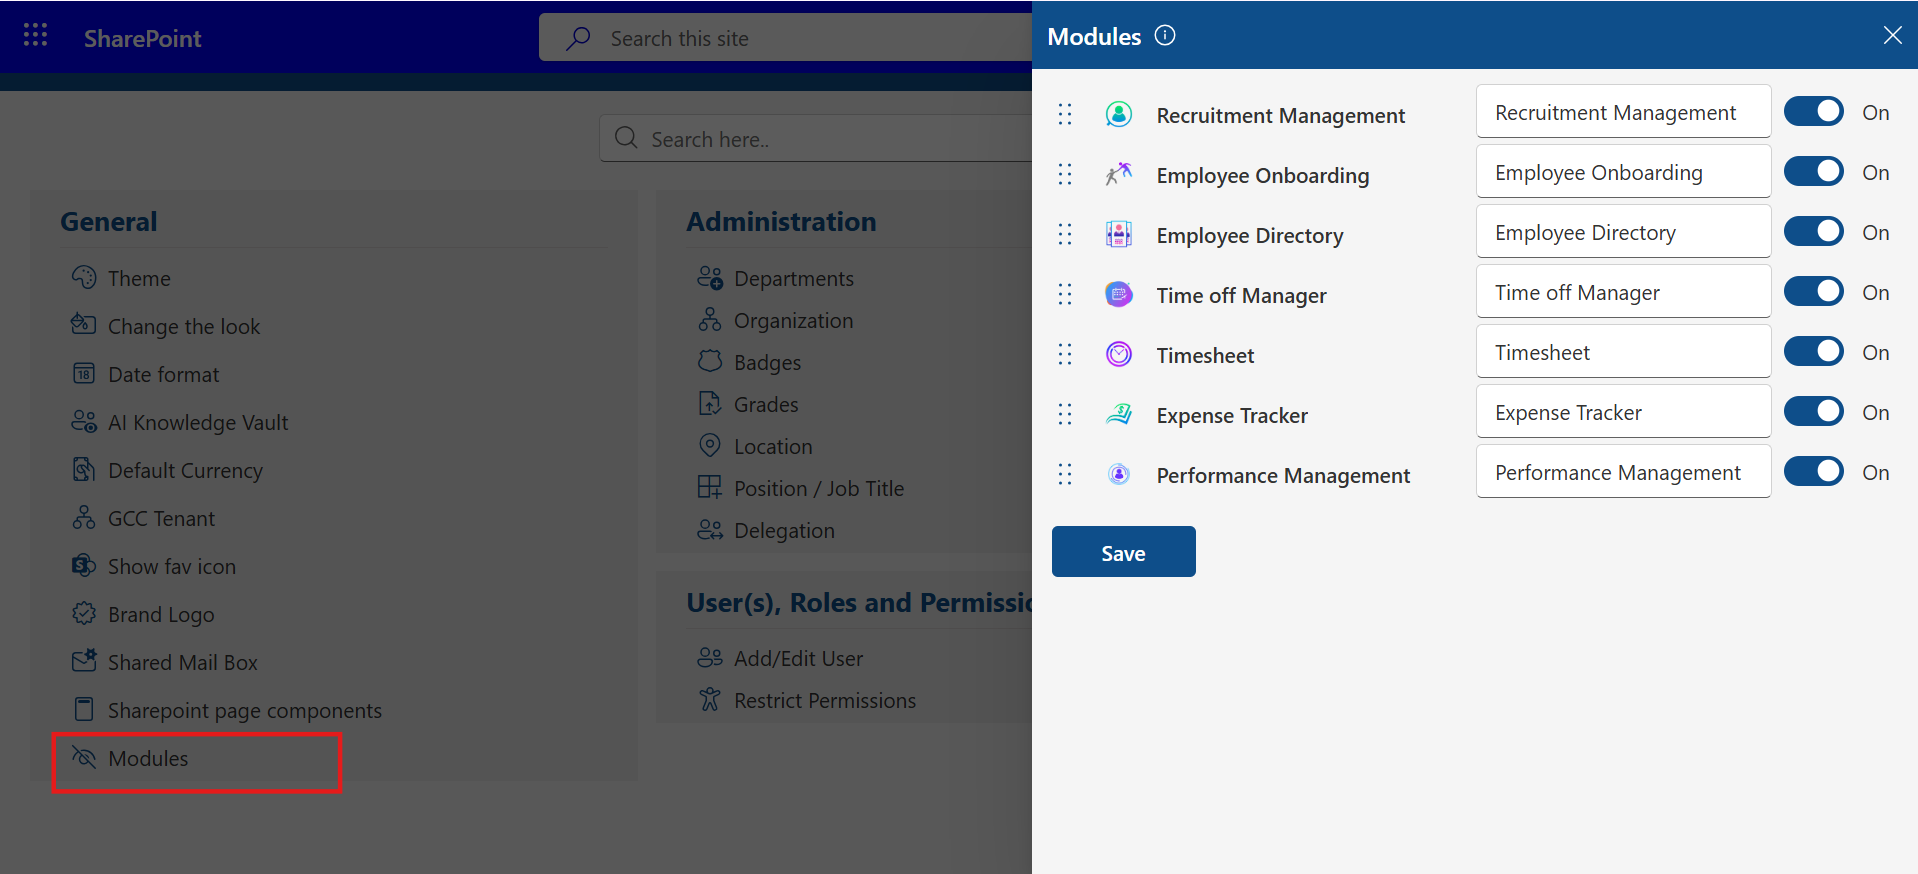 SharePoint
Search this site
Search here..
General
Theme
Change the look
18 Date format
AI Knowledge Vault
Default Currency
GCC Tenant
S Show fav icon
Brand Logo
Shared Mail Box
Sharepoint page components
Modules
Administration
Departments
Organization
Badges
Grades
Location
Position / Job Title
Delegation
User(s), Roles and Permissio
Add/Edit User
Restrict Permissions
Modules
Recruitment Management Recruitment Management On
Employee Onboarding Employee Onboarding On
Employee Directory Employee Directory On
Time off Manager Time off Manager On
Timesheet Timesheet On
Expense Tracker Expense Tracker On
Performance Management Performance Management On
Save